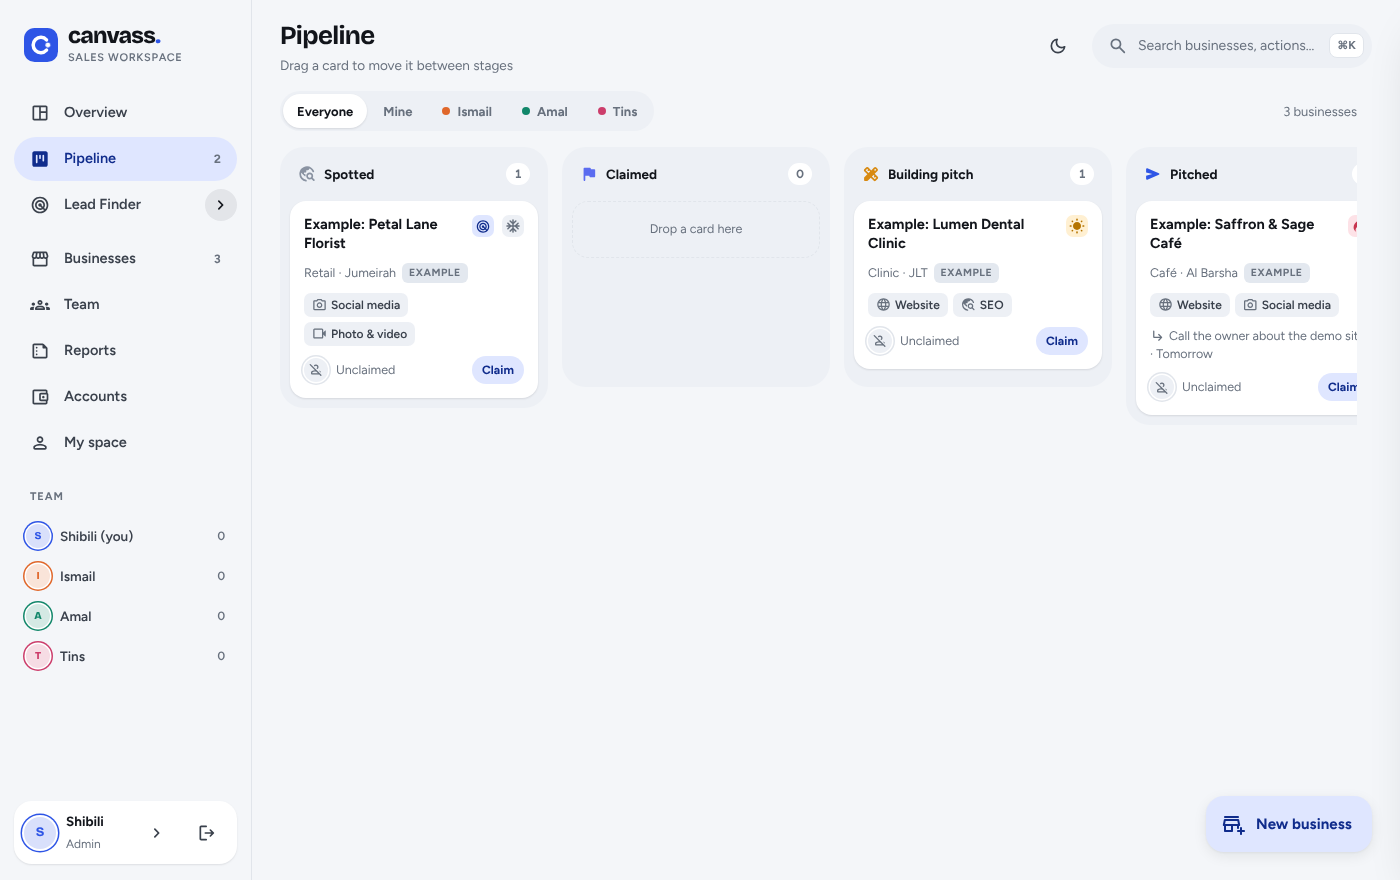 canvass.
SALES WORKSPACE
Overview
Pipeline 2
Lead Finder
Businesses 3
Team
Reports
Accounts
My space
TEAM
S Shibili (you) 0
I Ismail 0
A Amal 0
T Tins 0
S Shibili
Admin
Pipeline
Drag a card to move it between stages
Search businesses, actions... ⌘K
Everyone Mine Ismail Amal Tins
3 businesses
Spotted 1
Example: Petal Lane
Florist
Retail · Jumeirah EXAMPLE
Social media
Photo & video
Unclaimed Claim
Claimed 0
Drop a card here
Building pitch 1
Example: Lumen Dental
Clinic
Clinic · JLT EXAMPLE
Website SEO
Unclaimed Claim
Pitched
Example: Saffron & Sage
Café
Café · Al Barsha EXAMPLE
Website Social media
Call the owner about the demo
· Tomorrow
Unclaimed
New business